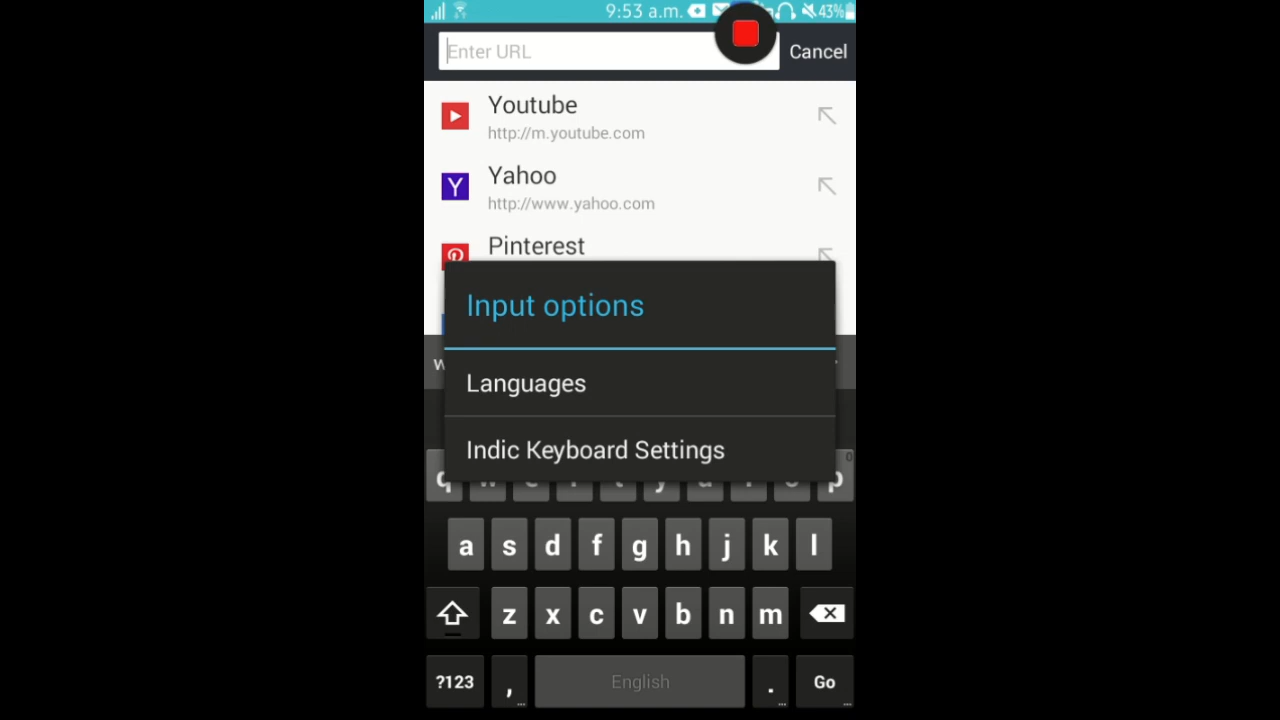 9:53 a.m. 43%
Enter URL Cancel
Youtube
http://m.youtube.com
Yahoo
http://www.yahoo.com
Pinterest
Input options
Languages
Indic Keyboard Settings
q w e r t y u i o p
a s d f g h j k l
z x c v b n m
?123 , English . Go